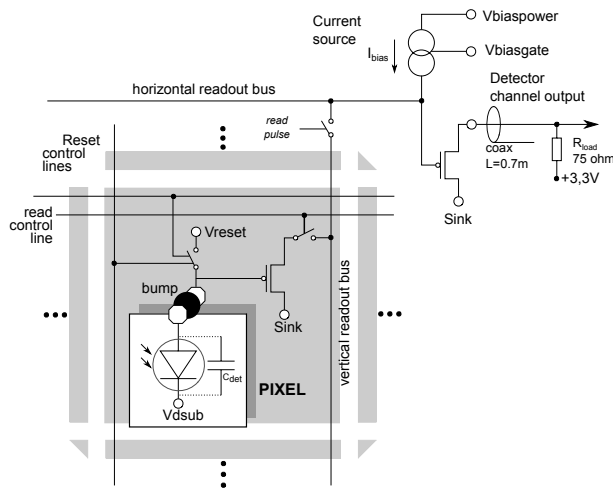 Current
source
Vbiaspower
Ibias
Vbiasgate
horizontal readout bus
Detector
channel output
Reset
control
lines
read
pulse
coax
L=0.7m
Rload
75 ohm
+3,3V
Sink
read
control
line
Vreset
bump
Sink
vertical readout bus
Cdet
PIXEL
Vdsub